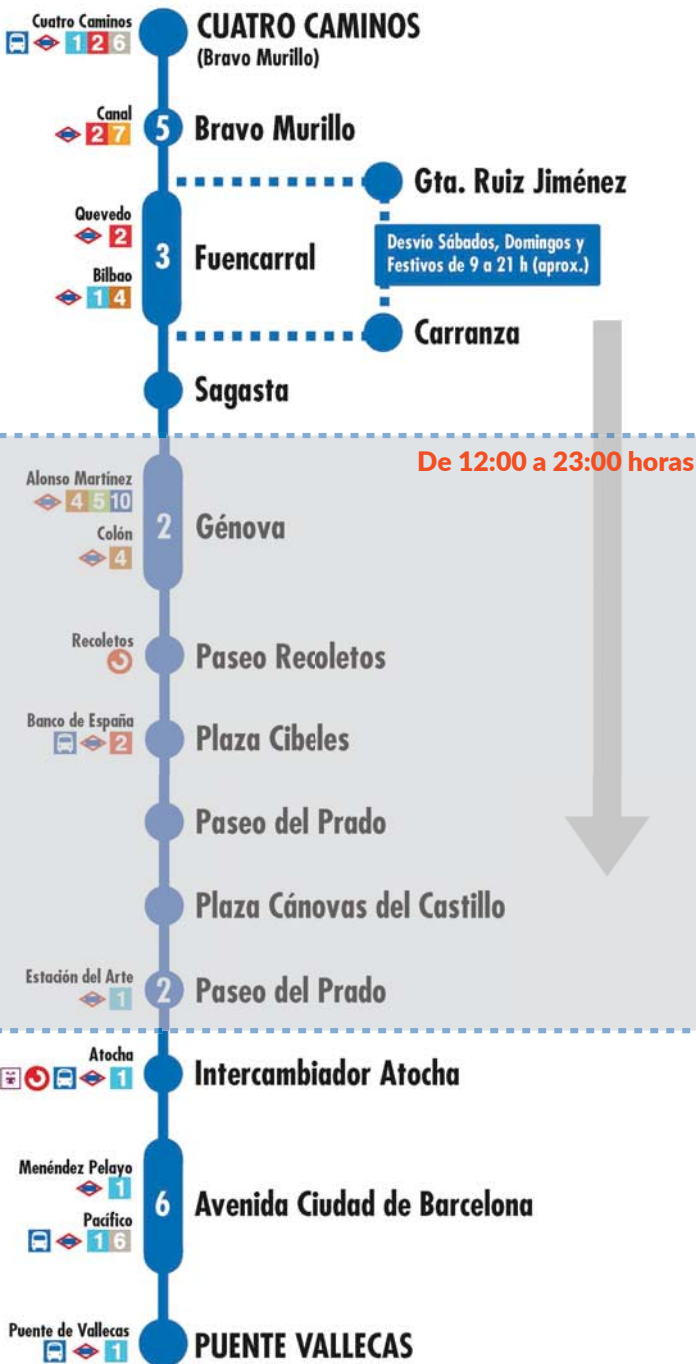 Cuatro Caminos
1 2 6
CUATRO CAMINOS
(Bravo Murillo)
Canal
2 7
5
Bravo Murillo
Gta. Ruiz Jiménez
Quevedo
2
Bilbao
1 4
3
Fuencarral
Desvío Sábados, Domingos y
Festivos de 9 a 21 h (aprox.)
Carranza
Sagasta
De 12:00 a 23:00 horas
Alonso Martínez
4 5 10
Colón
4
2
Génova
Recoletos
Paseo Recoletos
Banco de España
2
Plaza Cibeles
Paseo del Prado
Plaza Cánovas del Castillo
Estación del Arte
1
2
Paseo del Prado
Atocha
1
Intercambiador Atocha
Menéndez Pelayo
1
Pacífico
1 6
6
Avenida Ciudad de Barcelona
Puente de Vallecas
1
PUENTE VALLECAS